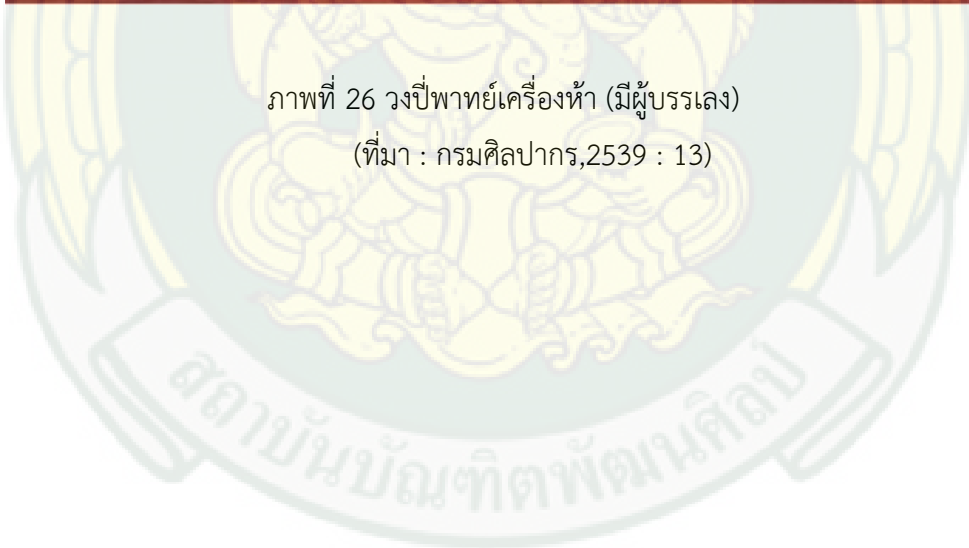 ภาพที่ 26 วงปี่พาทย์เครื่องห้า (มีผู้บรรเลง)
(ที่มา : กรมศิลปากร,2539 : 13)
สถาบันบัณฑิตพัฒนศิลป์